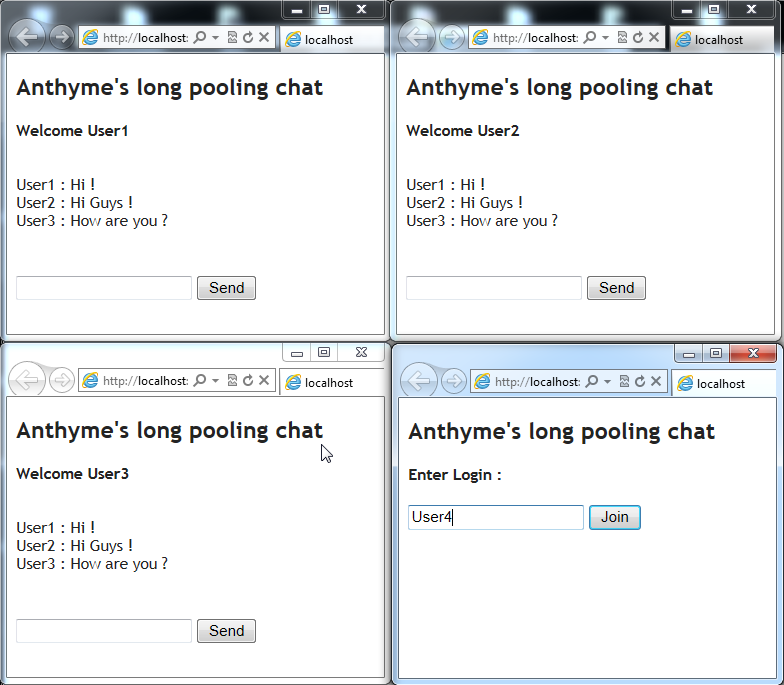 http://localhost:
localhost
Anthyme's long pooling chat
Welcome User1
User1 : Hi !
User2 : Hi Guys !
User3 : How are you ?
Send
http://localhost:
localhost
Anthyme's long pooling chat
Welcome User2
User1 : Hi !
User2 : Hi Guys !
User3 : How are you ?
Send
http://localhost:
localhost
Anthyme's long pooling chat
Welcome User3
User1 : Hi !
User2 : Hi Guys !
User3 : How are you ?
Send
http://localhost:
localhost
Anthyme's long pooling chat
Enter Login :
User4 Join